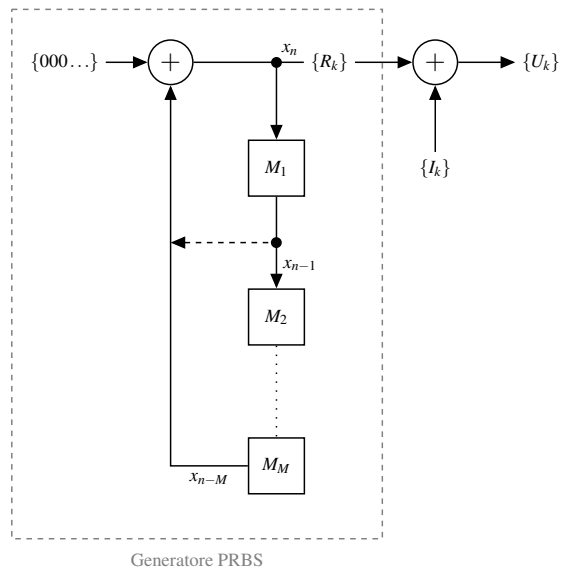 {000…} + x_n {R_k} + {U_k}
M_1 {I_k}
x_{n−1}
M_2
M_M
x_{n−M}
Generatore PRBS